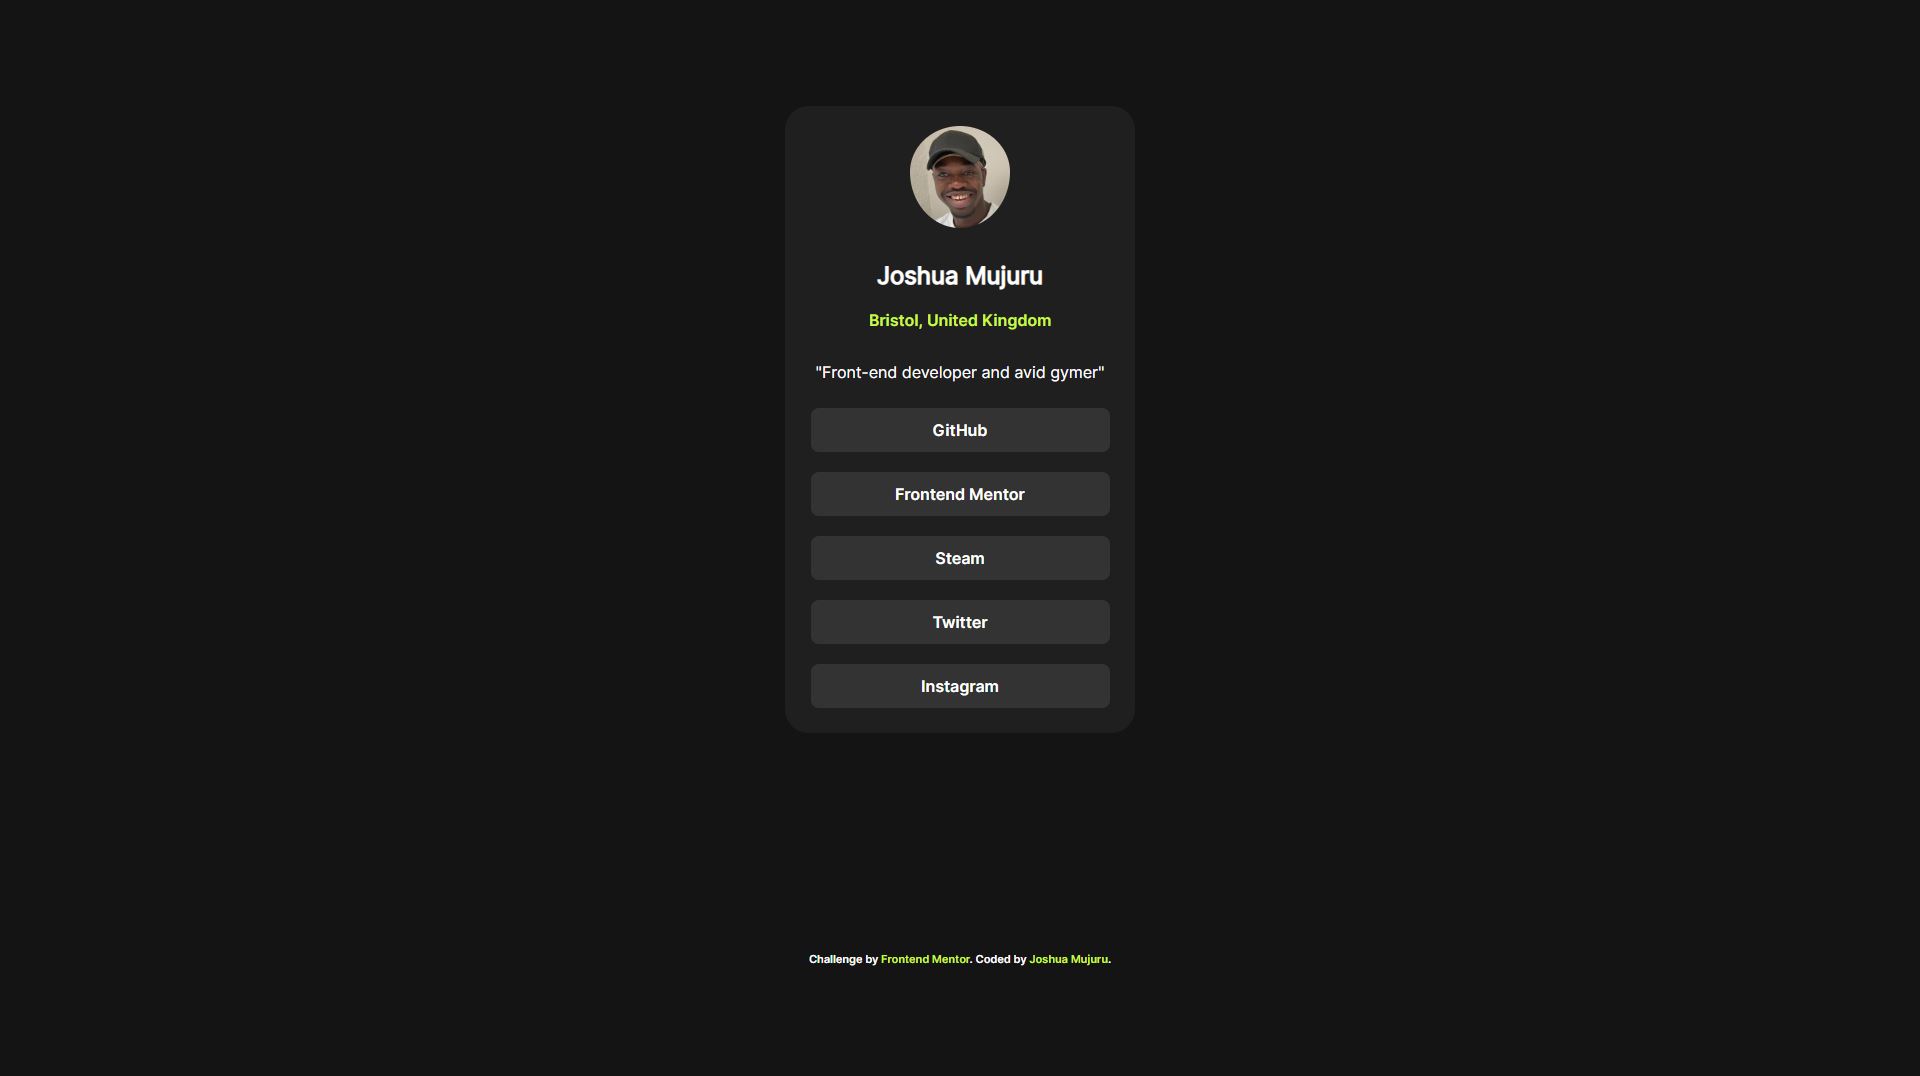 Joshua Mujuru
Bristol, United Kingdom
"Front-end developer and avid gymer"
GitHub
Frontend Mentor
Steam
Twitter
Instagram
Challenge by Frontend Mentor. Coded by Joshua Mujuru.